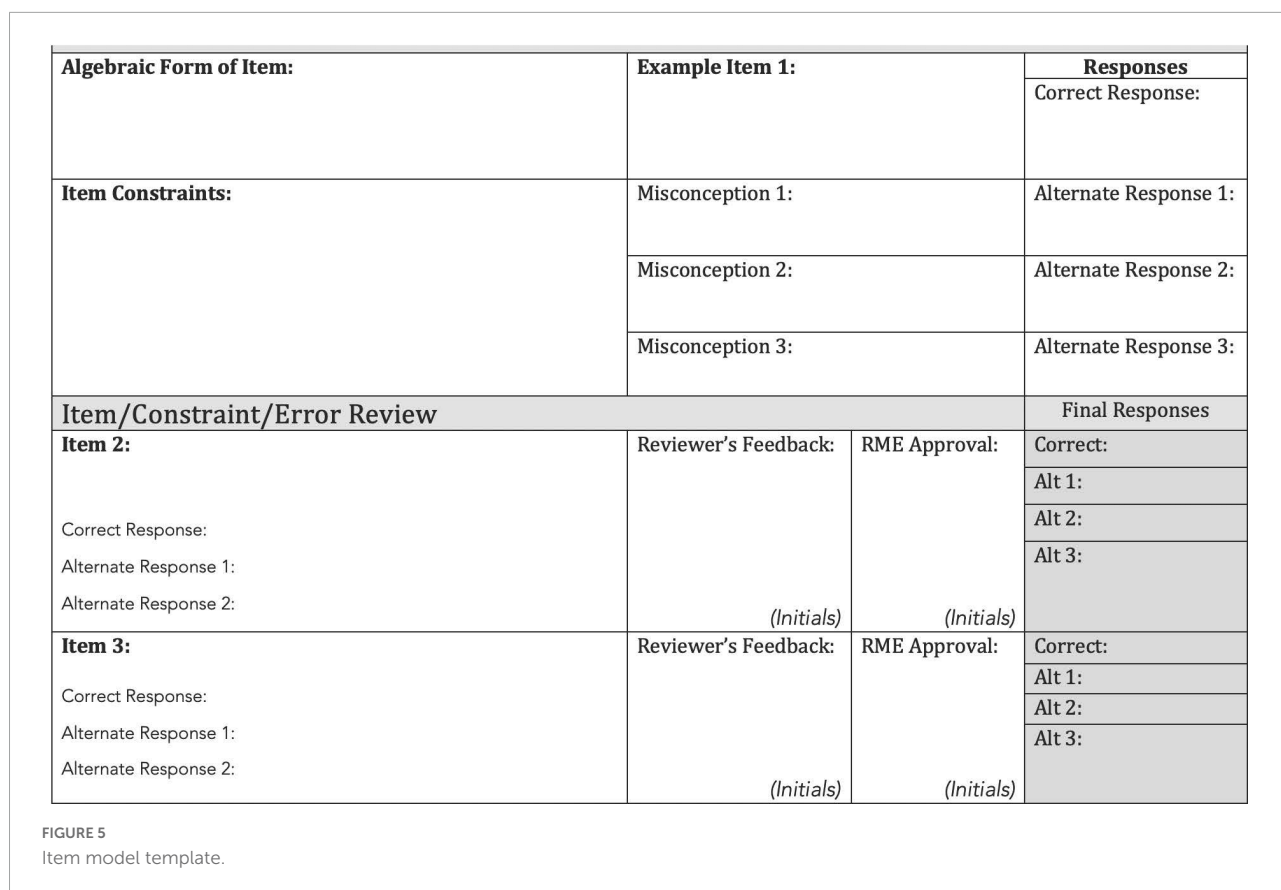 Algebraic Form of Item:
Example Item 1:
Responses
Correct Response:
Item Constraints:
Misconception 1:
Alternate Response 1:
Misconception 2:
Alternate Response 2:
Misconception 3:
Alternate Response 3:
Item/Constraint/Error Review
Final Responses
Item 2:
Correct Response:
Alternate Response 1:
Alternate Response 2:
Reviewer’s Feedback:
(Initials)
RME Approval:
(Initials)
Correct:
Alt 1:
Alt 2:
Alt 3:
Item 3:
Correct Response:
Alternate Response 1:
Alternate Response 2:
Reviewer’s Feedback:
(Initials)
RME Approval:
(Initials)
Correct:
Alt 1:
Alt 2:
Alt 3:
FIGURE 5
Item model template.